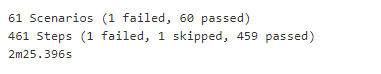 61 Scenarios (1 failed, 60 passed)
461 Steps (1 failed, 1 skipped, 459 passed)
2m25.396s